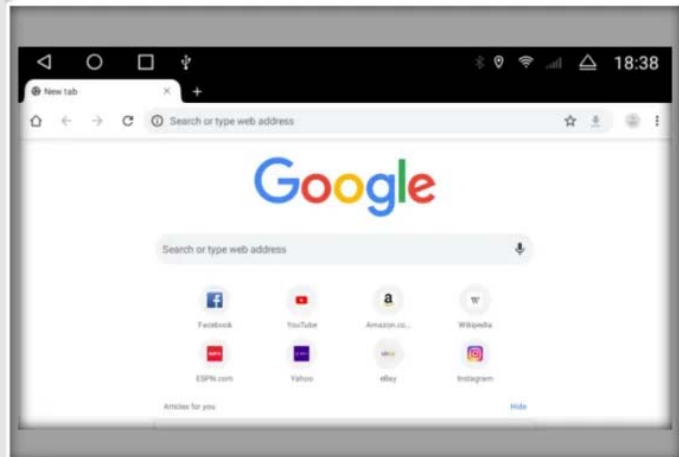 18:38
New tab
Search or type web address
Google
Search or type web address
a
W
Facebook
YouTube
Amazon.co...
Wikipedia
ESPN.com
Yahoo
eBay
Instagram
Articles for you
Hide